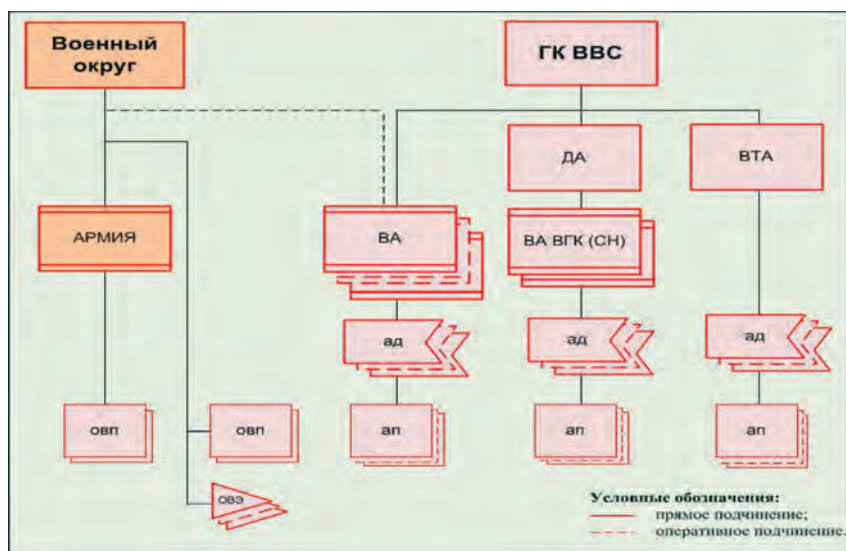 Военный
округ
ГК ВВС
ДА
ВТА
АРМИЯ
ВА
ВА ВГК (СН)
ад
ад
ад
овп
овп
ап
ап
ап
овэ
Условные обозначения:
прямое подчинение;
оперативное подчинение.